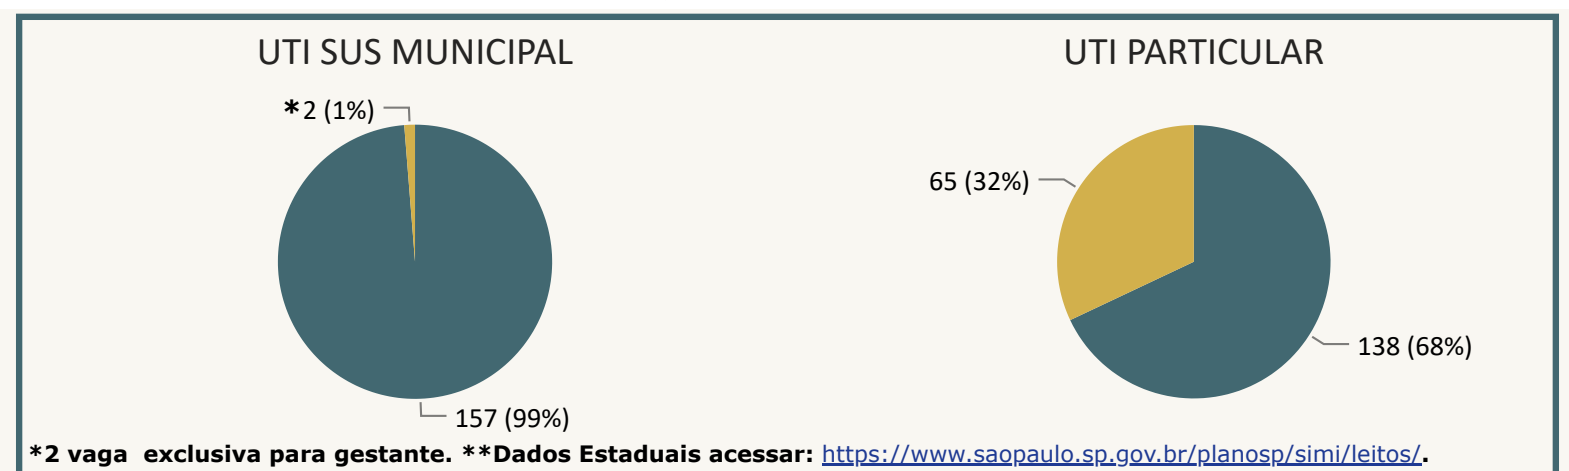 UTI SUS MUNICIPAL
*2 (1%)
157 (99%)
UTI PARTICULAR
65 (32%)
138 (68%)
*2 vaga  exclusiva para gestante. **Dados Estaduais acessar: https://www.saopaulo.sp.gov.br/planosp/simi/leitos/.